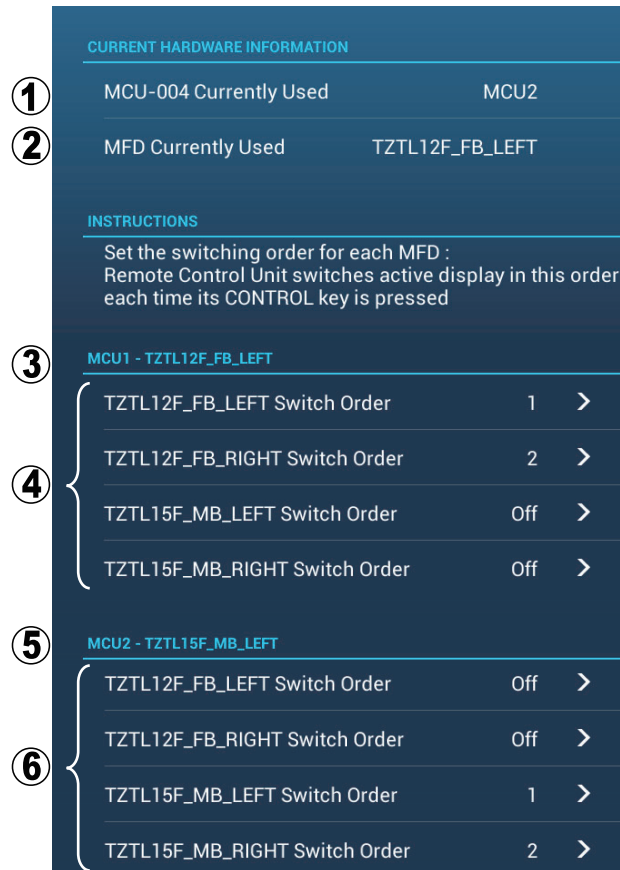 CURRENT HARDWARE INFORMATION
1 MCU-004 Currently Used MCU2
2 MFD Currently Used TZTL12F_FB_LEFT
INSTRUCTIONS
Set the switching order for each MFD :
Remote Control Unit switches active display in this order
each time its CONTROL key is pressed
3 MCU1 - TZTL12F_FB_LEFT
TZTL12F_FB_LEFT Switch Order 1 >
TZTL12F_FB_RIGHT Switch Order 2 >
4
TZTL15F_MB_LEFT Switch Order Off >
TZTL15F_MB_RIGHT Switch Order Off >
5 MCU2 - TZTL15F_MB_LEFT
TZTL12F_FB_LEFT Switch Order Off >
TZTL12F_FB_RIGHT Switch Order Off >
6
TZTL15F_MB_LEFT Switch Order 1 >
TZTL15F_MB_RIGHT Switch Order 2 >